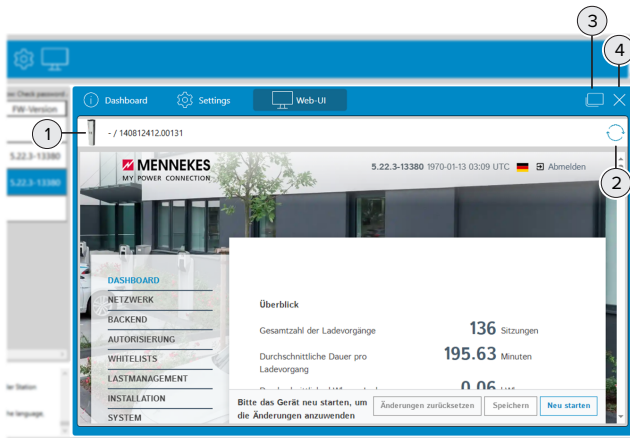 3
4
FW-Version
5.22.3-13380
5.22.3-13380
Dashboard
Settings
Web-UI
1
- / 140812412.00131
2
MENNEKES
MY POWER CONNECTION
5.22.3-13380 1970-01-13 03:09 UTC
Abmelden
DASHBOARD
NETZWERK
BACKEND
AUTORISIERUNG
WHITELISTS
LASTMANAGEMENT
INSTALLATION
SYSTEM
Überblick
Gesamtzahl der Ladevorgänge
136 Sitzungen
Durchschnittliche Dauer pro
Ladevorgang
195.63 Minuten
0.06
Bitte das Gerät neu starten, um
die Änderungen anzuwenden
Änderungen zurücksetzen
Speichern
Neu starten